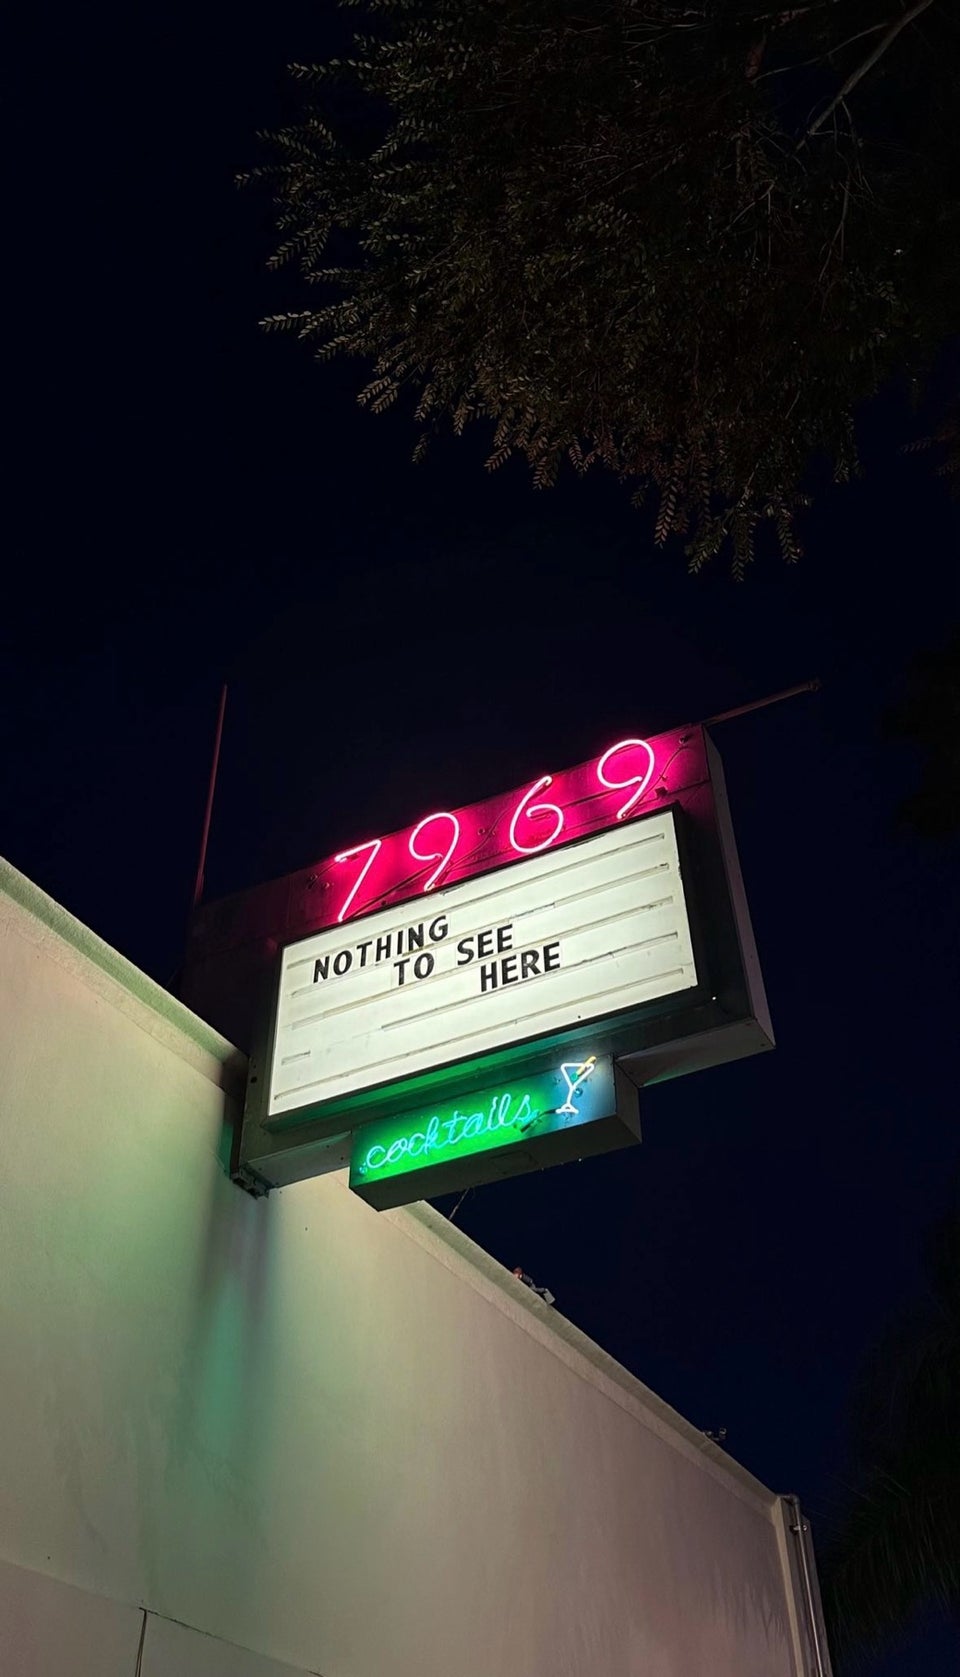 7969
NOTHING
TO SEE
HERE
cocktails